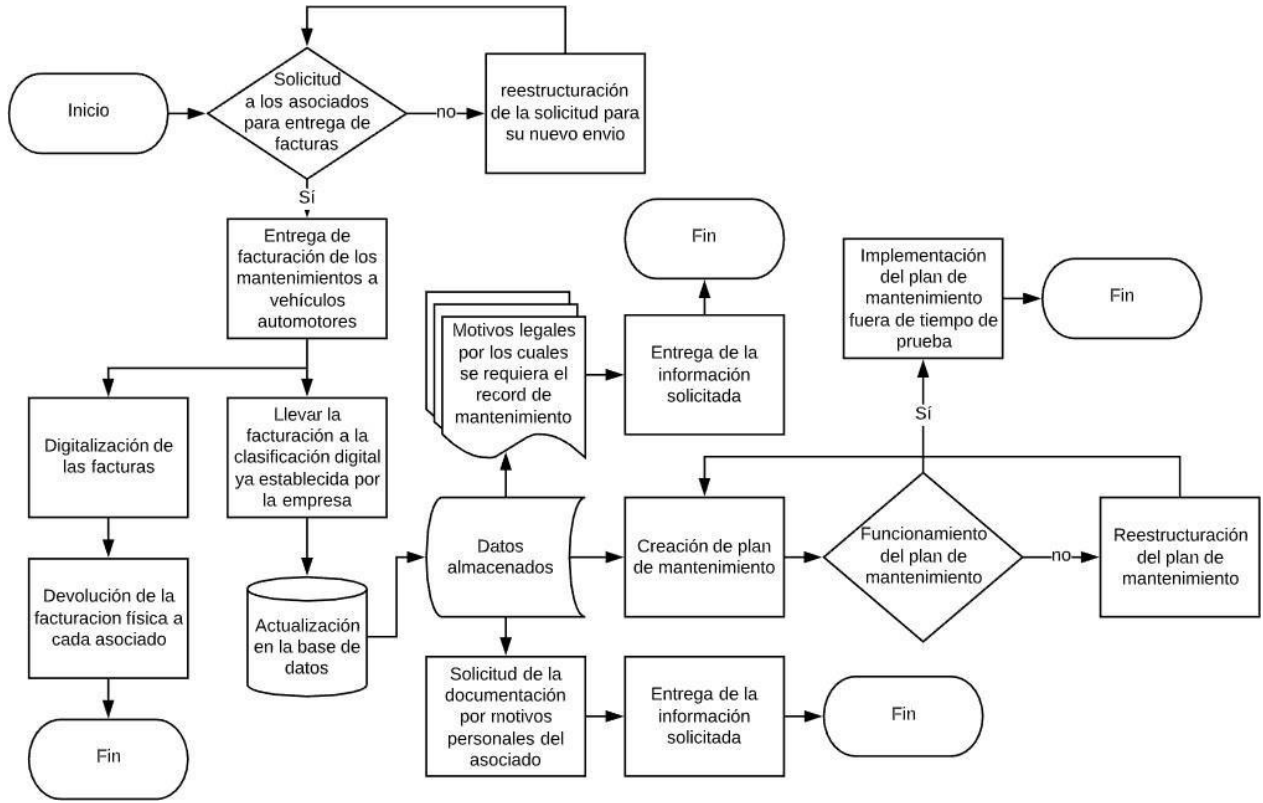 Inicio
Solicitud
a los asociados
para entrega de
facturas
no
reestructuración
de la solicitud para
su nuevo envio
Sí
Entrega de
facturación de los
mantenimientos a
vehículos
automotores
Digitalización de
las facturas
Devolución de la
facturacion física a
cada asociado
Fin
Llevar la
facturación a la
clasificación digital
ya establecida por
la empresa
Actualización
en la base de
datos
Datos
almacenados
Motivos legales
por los cuales
se requiera el
record de
mantenimiento
Entrega de la
información
solicitada
Fin
Creación de plan
de mantenimiento
Funcionamiento
del plan de
mantenimiento
no
Reestructuración
del plan de
mantenimiento
Sí
Implementación
del plan de
mantenimiento
fuera de tiempo de
prueba
Fin
Solicitud de la
documentación
por motivos
personales del
asociado
Entrega de la
información
solicitada
Fin